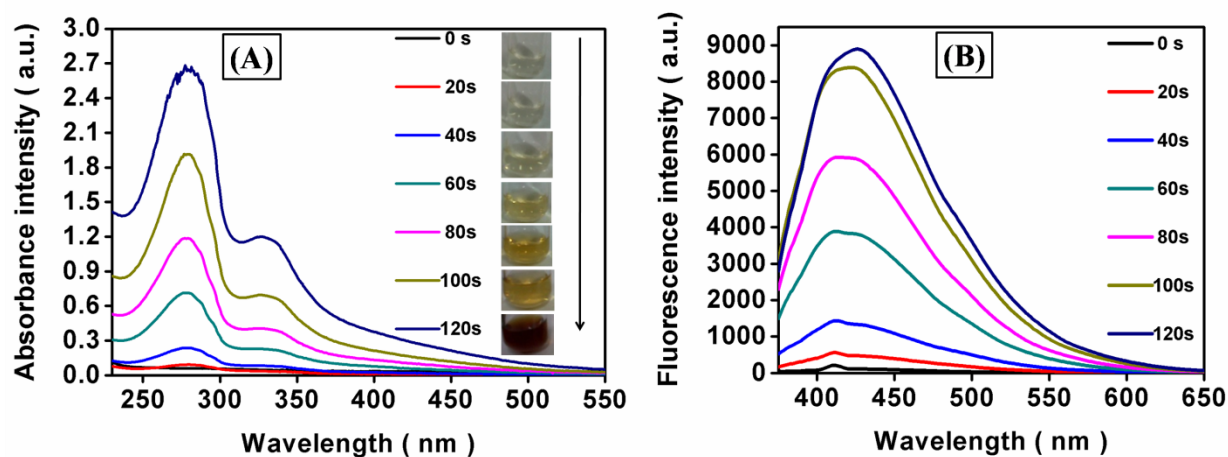 Absorbance intensity ( a.u.)
3.0
2.7
2.4
2.1
1.8
1.5
1.2
0.9
0.6
0.3
0.0
(A)
0 s
20s
40s
60s
80s
100s
120s
250 300 350 400 450 500 550
Wavelength ( nm )
Fluorescence intensity ( a.u.)
9000
8000
7000
6000
5000
4000
3000
2000
1000
0
(B)
0 s
20s
40s
60s
80s
100s
120s
400 450 500 550 600 650
Wavelength ( nm )